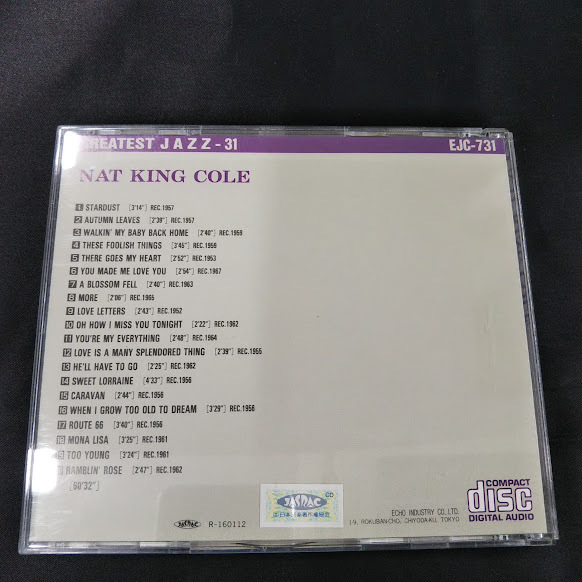 GREATEST JAZZ - 31 EJC-731
NAT KING COLE
1 STARDUST [3'14"] REC.1957
2 AUTUMN LEAVES [2'39"] REC.1957
3 WALKIN' MY BABY BACK HOME [2'40"] REC.1959
4 THESE FOOLISH THINGS [3'45"] REC.1959
5 THERE GOES MY HEART [2'52"] REC.1953
6 YOU MADE ME LOVE YOU [2'54"] REC.1967
7 A BLOSSOM FELL [2'40"] REC.1963
8 MORE [2'06"] REC.1965
9 LOVE LETTERS [2'43"] REC.1952
10 OH HOW I MISS YOU TONIGHT [2'22"] REC.1962
11 YOU'RE MY EVERYTHING [2'48"] REC.1964
12 LOVE IS A MANY SPLENDORED THING [2'39"] REC.1955
13 HE'LL HAVE TO GO [2'25"] REC.1962
14 SWEET LORRAINE [4'33"] REC.1956
15 CARAVAN [2'44"] REC.1956
16 WHEN I GROW TOO OLD TO DREAM [3'29"] REC.1956
17 ROUTE 66 [3'40"] REC.1956
18 MONA LISA [3'25"] REC.1961
TOO YOUNG [3'24"] REC.1961
RAMBLIN' ROSE [2'47"] REC.1962
[60'32"]
JASRAC R-160112
JASRAC CD
COMPACT
disc
DIGITAL AUDIO
ECHO INDUSTRY CO., LTD.
19, ROKUBAN-CHO, CHIYODA-KU, TOKYO